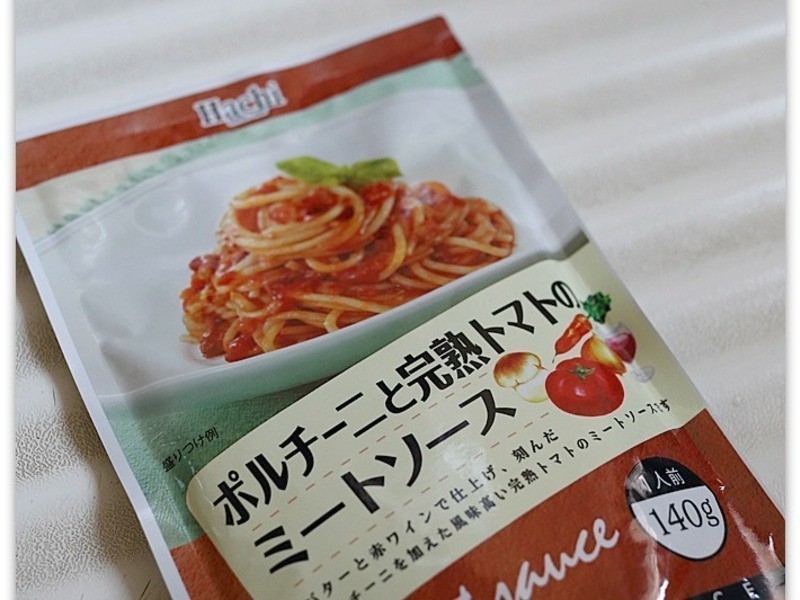 Hachi
盛りつけ例
ポルチーニと完熟トマトの
ミートソース
バターと赤ワインで仕上げ、刻んだ
チーニを加えた風味高い完熟トマトのミートソースです
1人前
140g
sauce